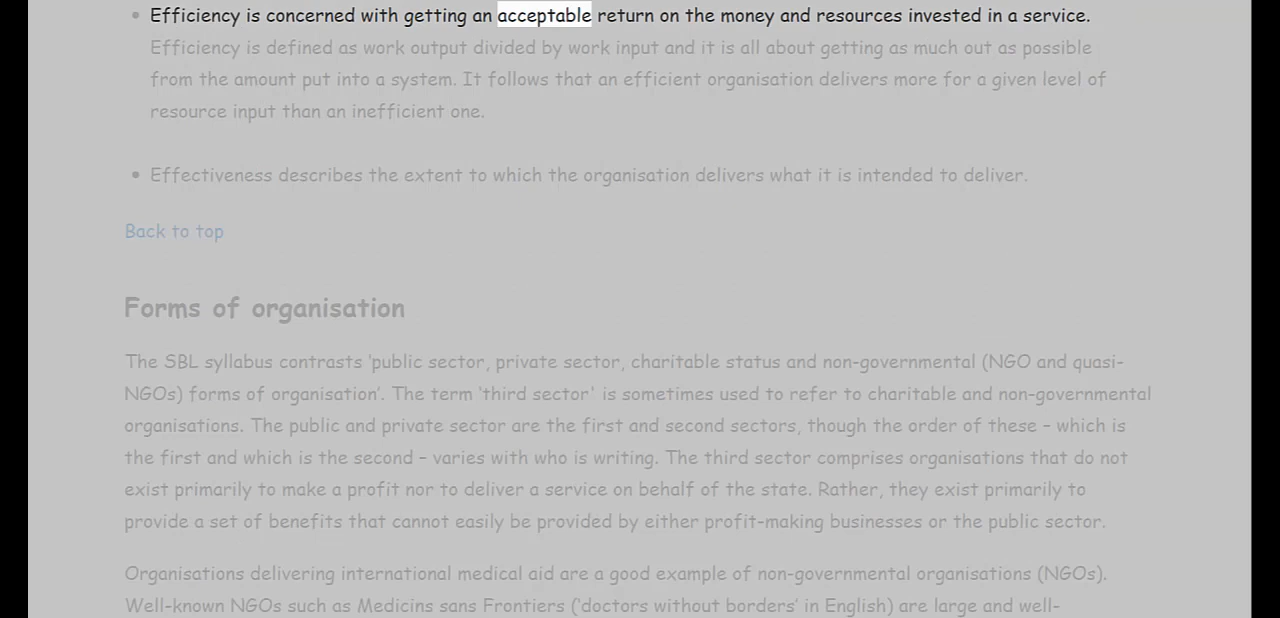 • Efficiency is concerned with getting an acceptable return on the money and resources invested in a service.
Efficiency is defined as work output divided by work input and it is all about getting as much out as possible
from the amount put into a system. It follows that an efficient organisation delivers more for a given level of
resource input than an inefficient one.
• Effectiveness describes the extent to which the organisation delivers what it is intended to deliver.
Back to top
Forms of organisation
The SBL syllabus contrasts 'public sector, private sector, charitable status and non-governmental (NGO and quasi-
NGOs) forms of organisation'. The term 'third sector' is sometimes used to refer to charitable and non-governmental
organisations. The public and private sector are the first and second sectors, though the order of these – which is
the first and which is the second – varies with who is writing. The third sector comprises organisations that do not
exist primarily to make a profit nor to deliver a service on behalf of the state. Rather, they exist primarily to
provide a set of benefits that cannot easily be provided by either profit-making businesses or the public sector.
Organisations delivering international medical aid are a good example of non-governmental organisations (NGOs).
Well-known NGOs such as Medicins sans Frontiers ('doctors without borders' in English) are large and well-